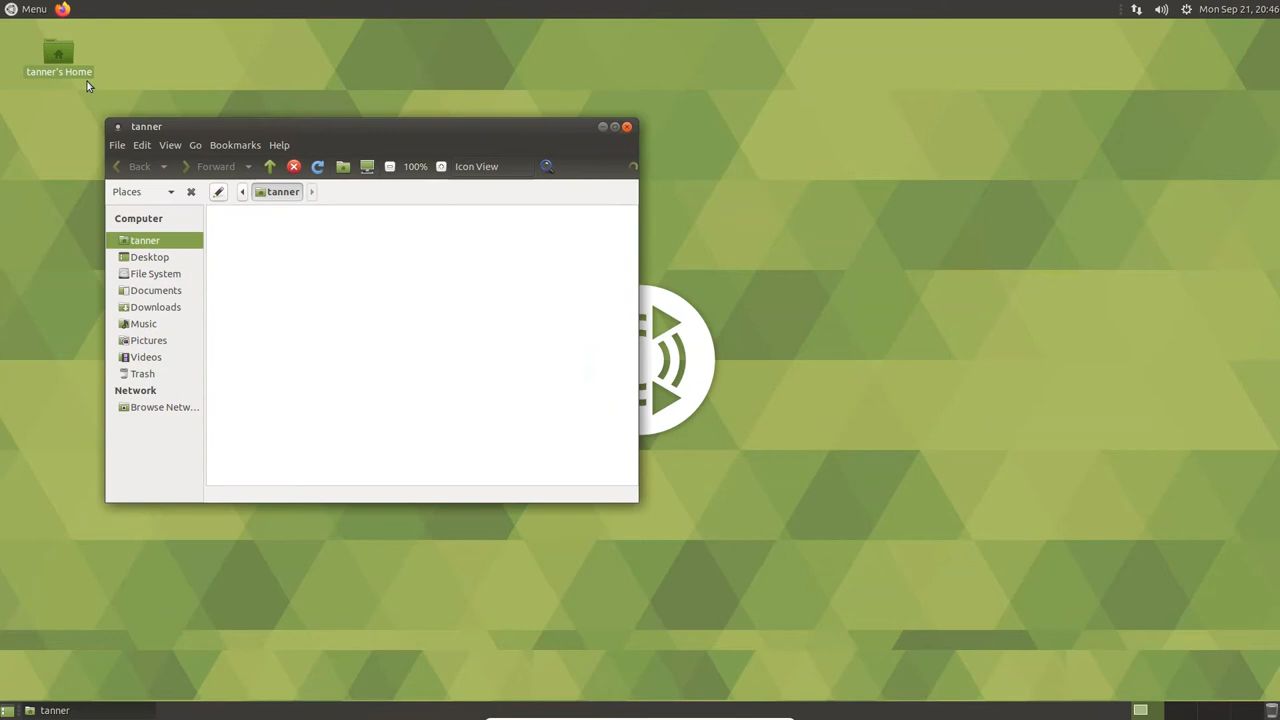 Menu
Mon Sep 21, 20:46
tanner's Home
tanner
File Edit View Go Bookmarks Help
Back Forward 100% Icon View
Places tanner
Computer
tanner
Desktop
File System
Documents
Downloads
Music
Pictures
Videos
Trash
Network
Browse Netw...
tanner